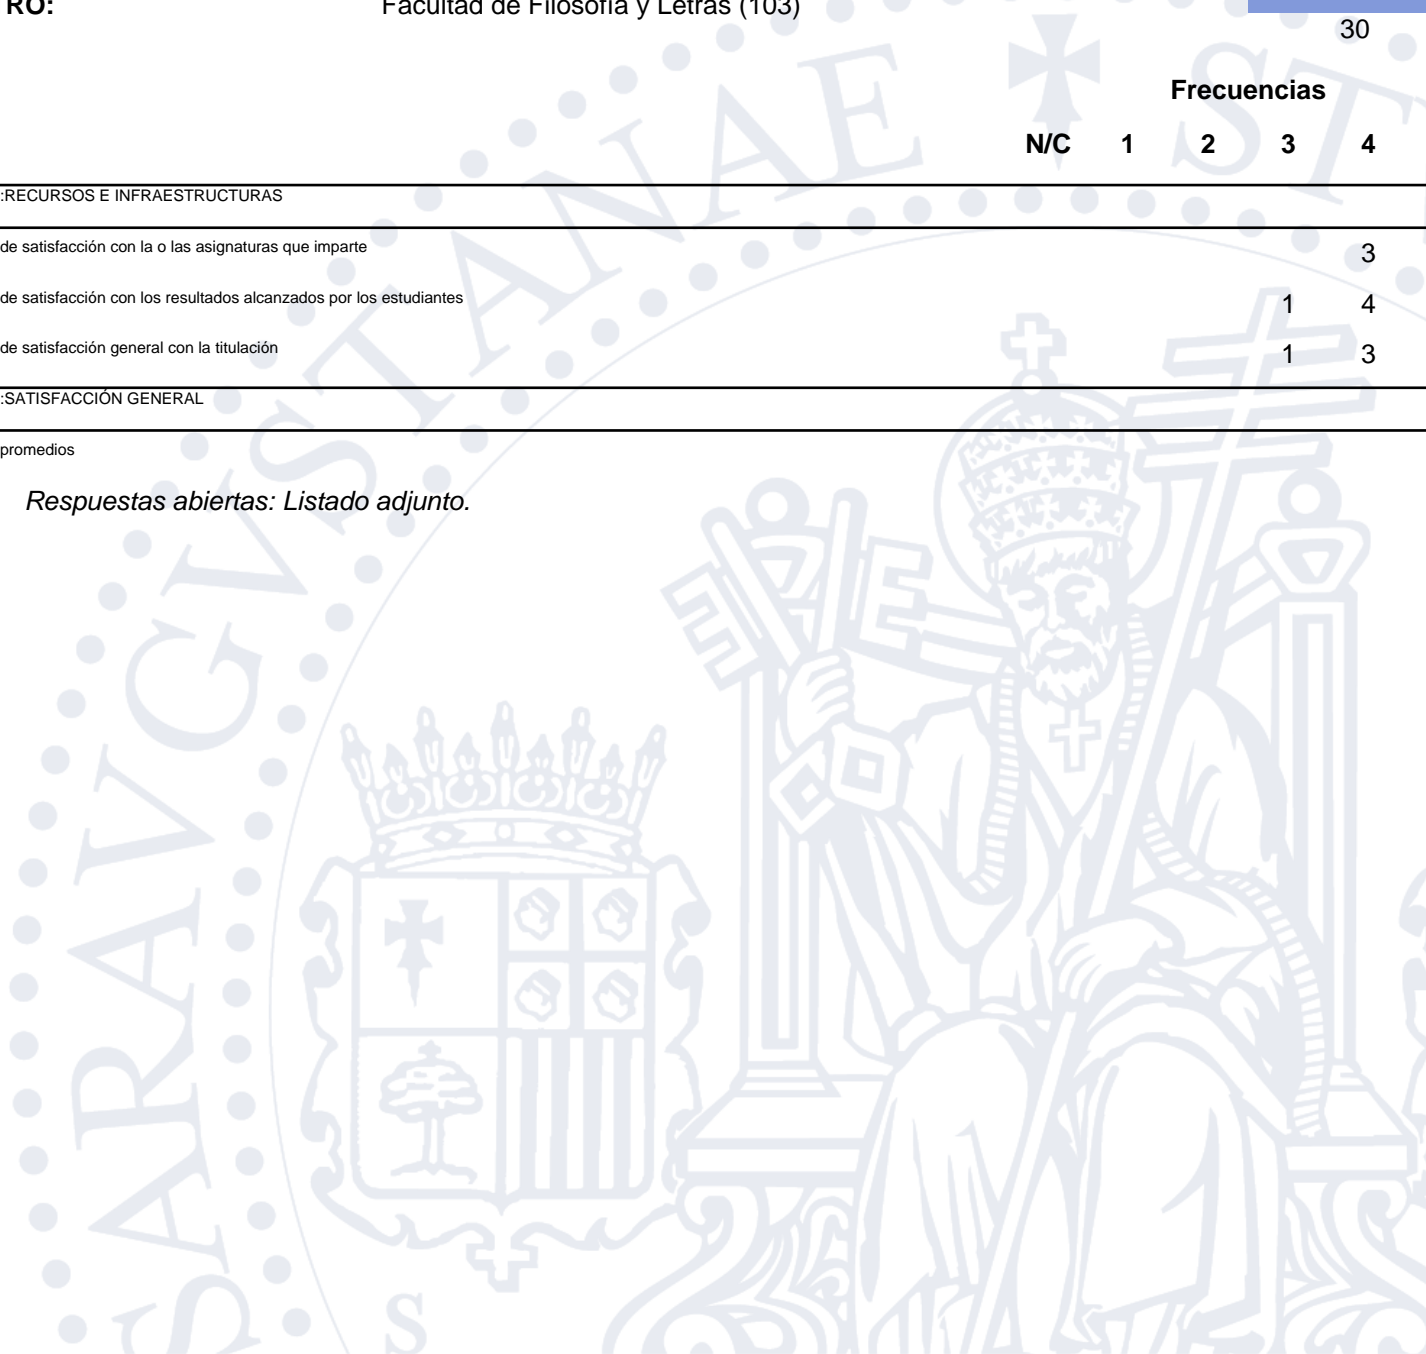 RO: Facultad de Filosofía y Letras (103)
30
Frecuencias
N/C 1 2 3 4
:RECURSOS E INFRAESTRUCTURAS
de satisfacción con la o las asignaturas que imparte 3
de satisfacción con los resultados alcanzados por los estudiantes 1 4
de satisfacción general con la titulación 1 3
:SATISFACCIÓN GENERAL
promedios
Respuestas abiertas: Listado adjunto.